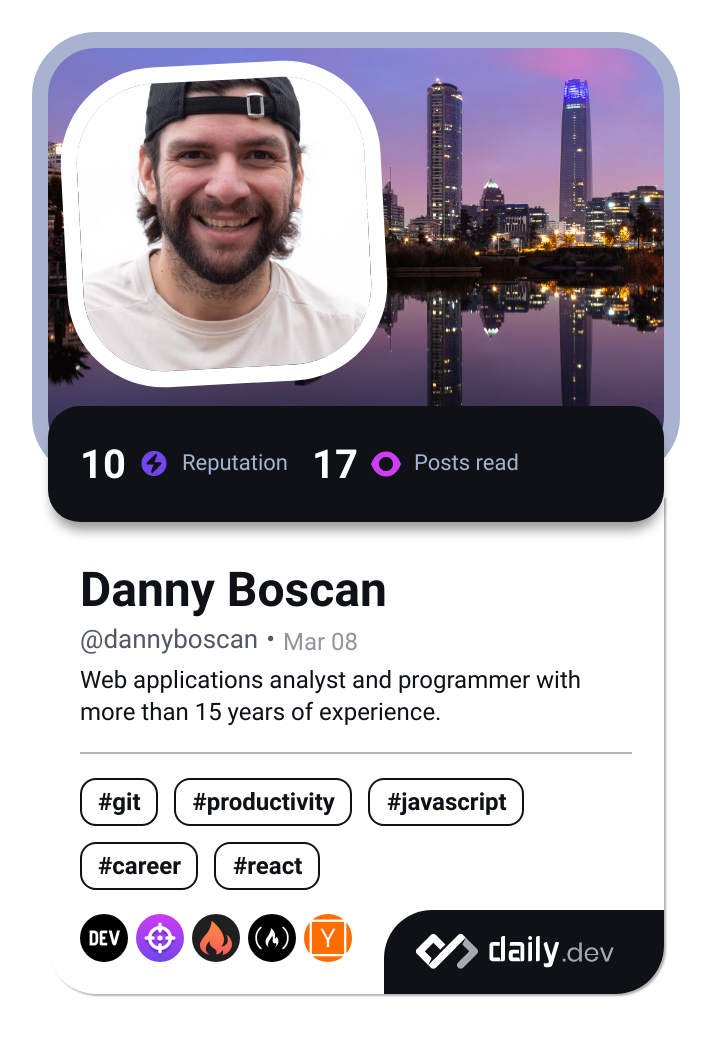 10 Reputation 17 Posts read
Danny Boscan
@dannyboscan • Mar 08
Web applications analyst and programmer with
more than 15 years of experience.
#git #productivity #javascript
#career #react
DEV Y daily.dev